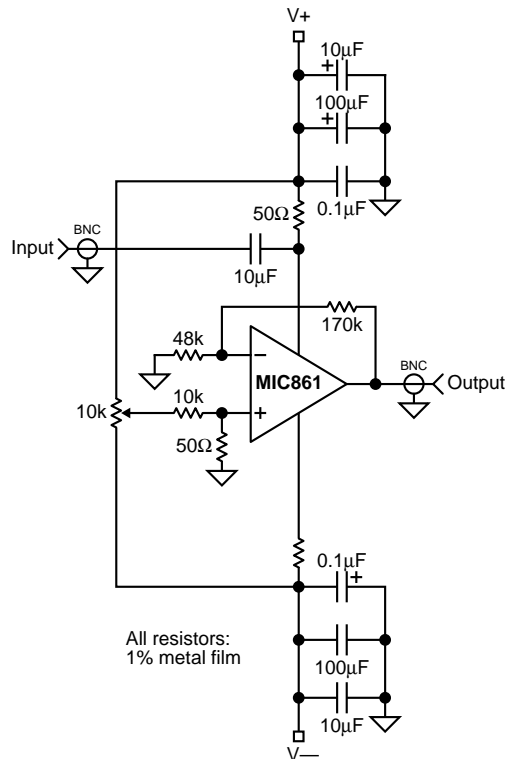 V+
+
10µF
+
100µF
0.1µF
50Ω
Input
BNC
10µF
170k
48k
−
MIC861
BNC
Output
10k
10k
+
50Ω
0.1µF
+
All resistors:
1% metal film
100µF
10µF
V—